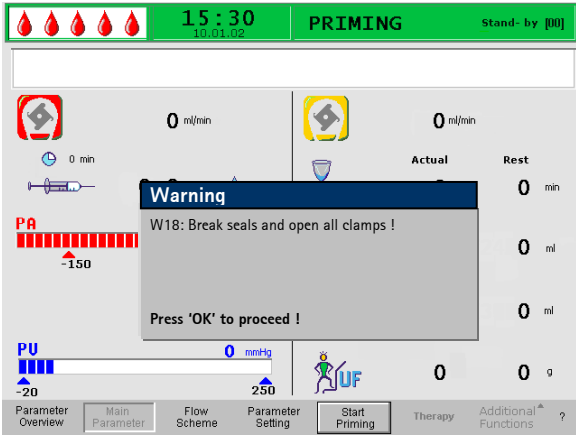 15:30
10.01.02
PRIMING
Stand- by [00]
0 ml/min
0 ml/min
0 min
Actual
Rest
0 min
Warning
W18: Break seals and open all clamps !
Press ‘OK’ to proceed !
PA
-150
0 ml
0 ml
PV
0 mmHg
-20
250
UF
0
0 g
Parameter Overview
Main Parameter
Flow Scheme
Parameter Setting
Start Priming
Therapy
Additional Functions
?